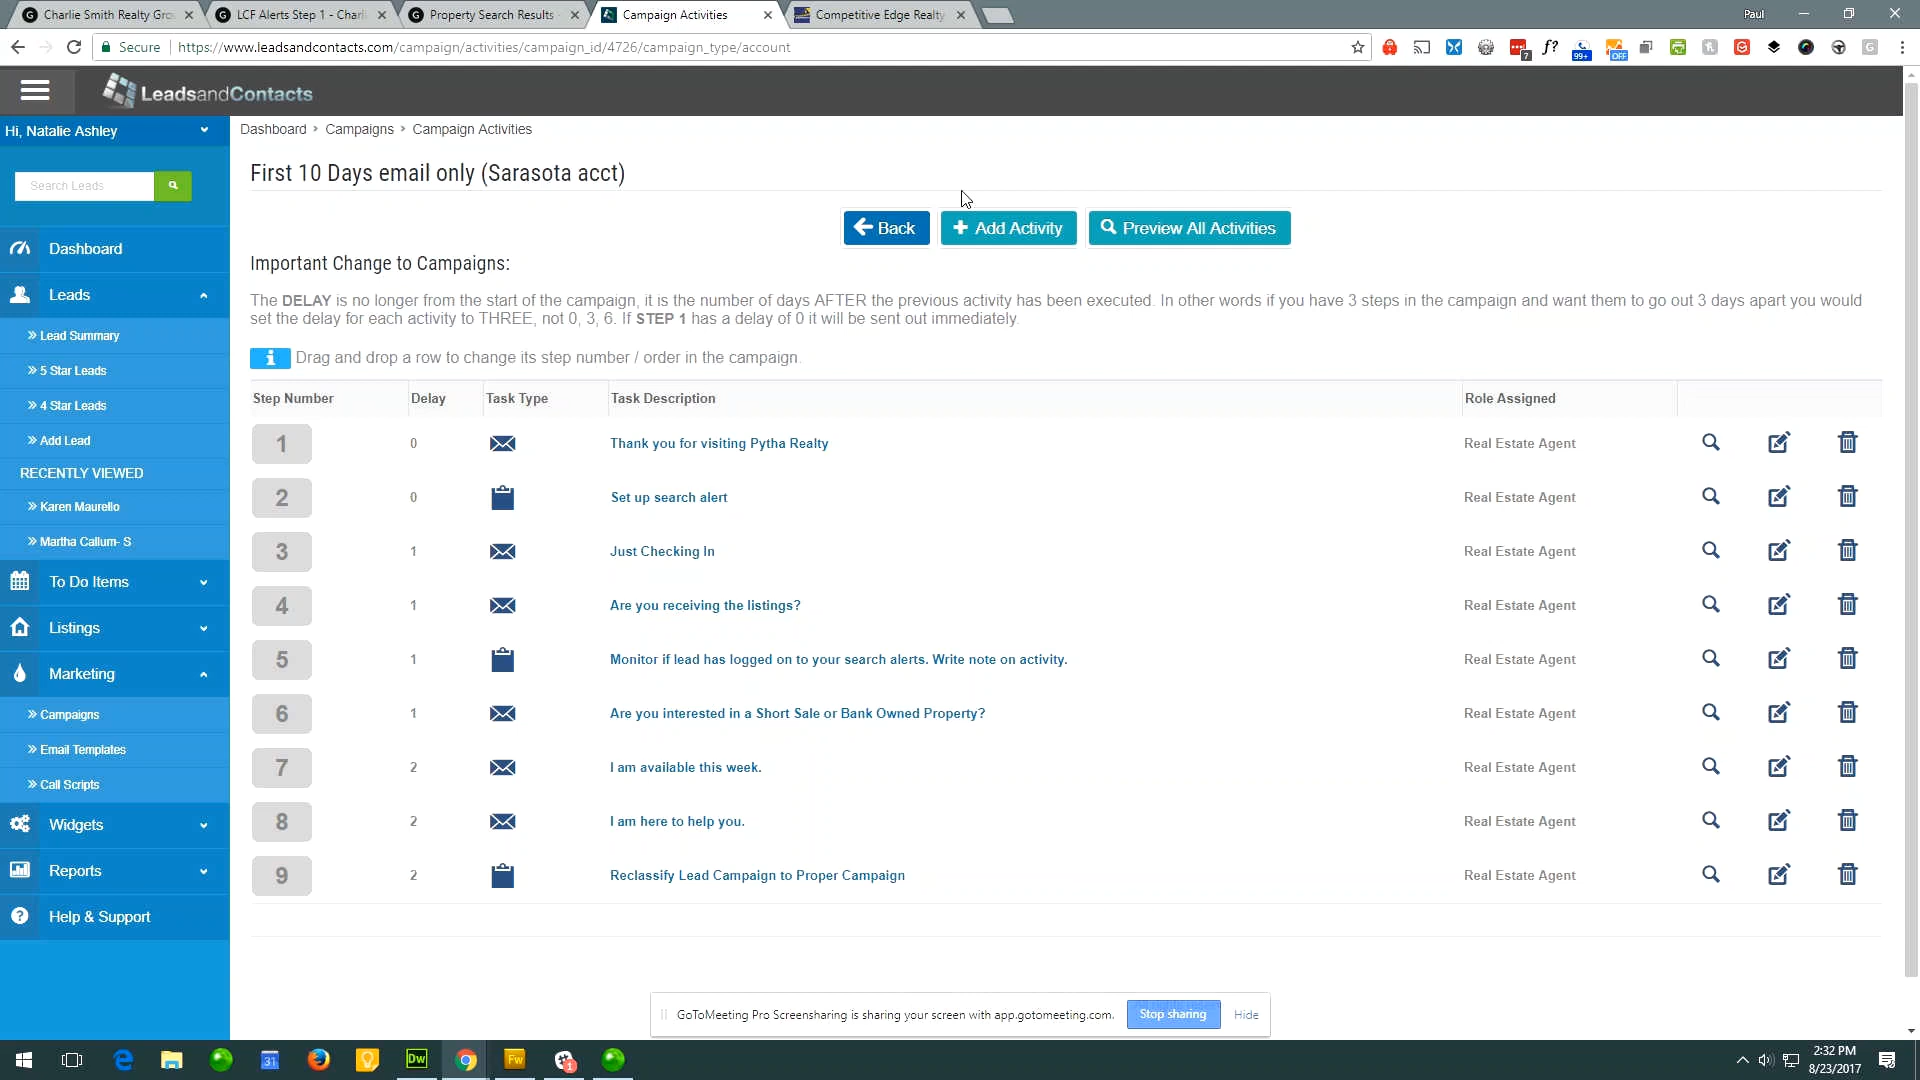 Charlie Smith Realty Gro
LCF Alerts Step 1 - Charli
Property Search Results
Campaign Activities
Competitive Edge Realty
Paul
Secure
https://www.leadsandcontacts.com/campaign/activities/campaign_id/4726/campaign_type/account
f?
7
99+
OFF
G
LeadsandContacts
Hi, Natalie Ashley
Dashboard
Campaigns
Campaign Activities
Search Leads
First 10 Days email only (Sarasota acct)
Back
Add Activity
Preview All Activities
Important Change to Campaigns:
The DELAY is no longer from the start of the campaign, it is the number of days AFTER the previous activity has been executed. In other words if you have 3 steps in the campaign and want them to go out 3 days apart you would
set the delay for each activity to THREE, not 0, 3, 6. If STEP 1 has a delay of 0 it will be sent out immediately.
i Drag and drop a row to change its step number / order in the campaign.
Step Number Delay Task Type Task Description Role Assigned
1 0 Thank you for visiting Pytha Realty Real Estate Agent
2 0 Set up search alert Real Estate Agent
3 1 Just Checking In Real Estate Agent
4 1 Are you receiving the listings? Real Estate Agent
5 1 Monitor if lead has logged on to your search alerts. Write note on activity. Real Estate Agent
6 1 Are you interested in a Short Sale or Bank Owned Property? Real Estate Agent
7 2 I am available this week. Real Estate Agent
8 2 I am here to help you. Real Estate Agent
9 2 Reclassify Lead Campaign to Proper Campaign Real Estate Agent
Dashboard
Leads
» Lead Summary
» 5 Star Leads
» 4 Star Leads
» Add Lead
RECENTLY VIEWED
» Karen Maurello
» Martha Callum- S
To Do Items
Listings
Marketing
» Campaigns
» Email Templates
» Call Scripts
Widgets
Reports
Help & Support
GoToMeeting Pro Screensharing is sharing your screen with app.gotomeeting.com.
Stop sharing
Hide
31
Dw
Fw
1
2:32 PM
8/23/2017